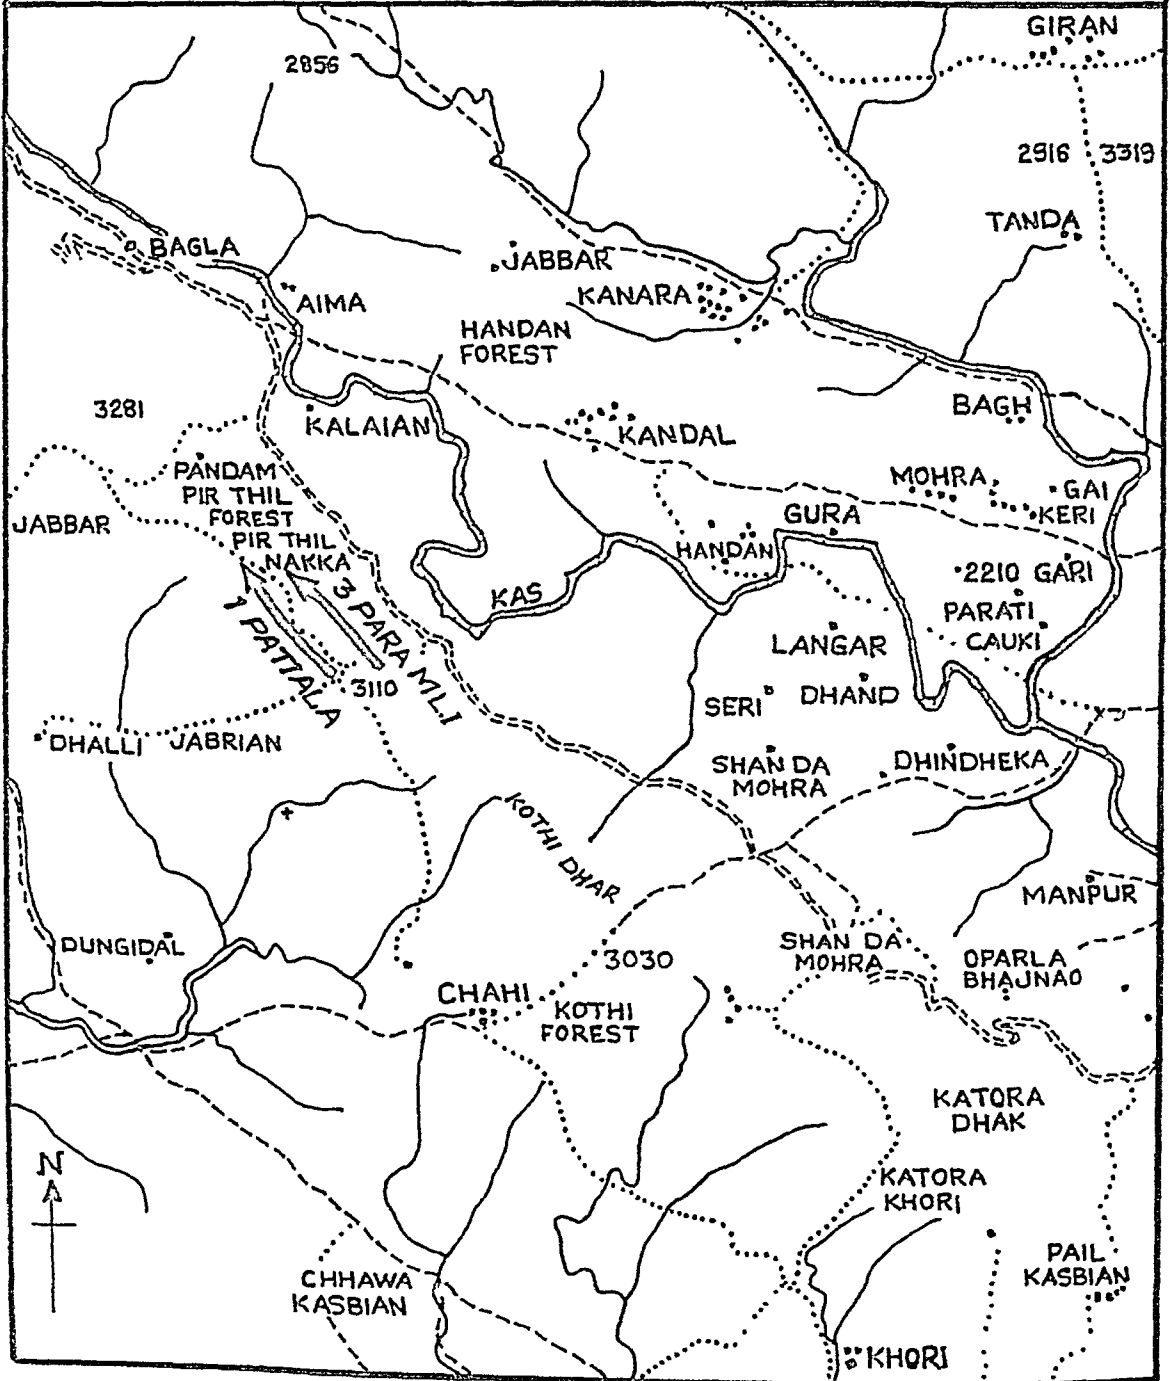 GIRAN
2856
2916 3319
TANDA
BAGLA
JABBAR
AIMA
KANARA
HANDAN
FOREST
3281
BAGH
KALAIAN
KANDAL
PANDAM
PIR THIL
FOREST
PIR THIL
NAKKA
MOHRA
GAI
KERI
JABBAR
GURA
HANDAN
2210 GARI
KAS
PARATI
CAUKI
1 PATIALA
3 PARA MLI
LANGAR
3110
SERI
DHAND
DHALLI
JABRIAN
SHAN DA
MOHRA
DHINDHEKA
KOTHI DHAR
MANPUR
DUNGIDAL
3030
SHAN DA
MOHRA
OPARLA
BHAJNAO
CHAHI
KOTHI
FOREST
KATORA
DHAK
N
KATORA
KHORI
CHHAWA
KASBIAN
PAIL
KASBIAN
KHORI